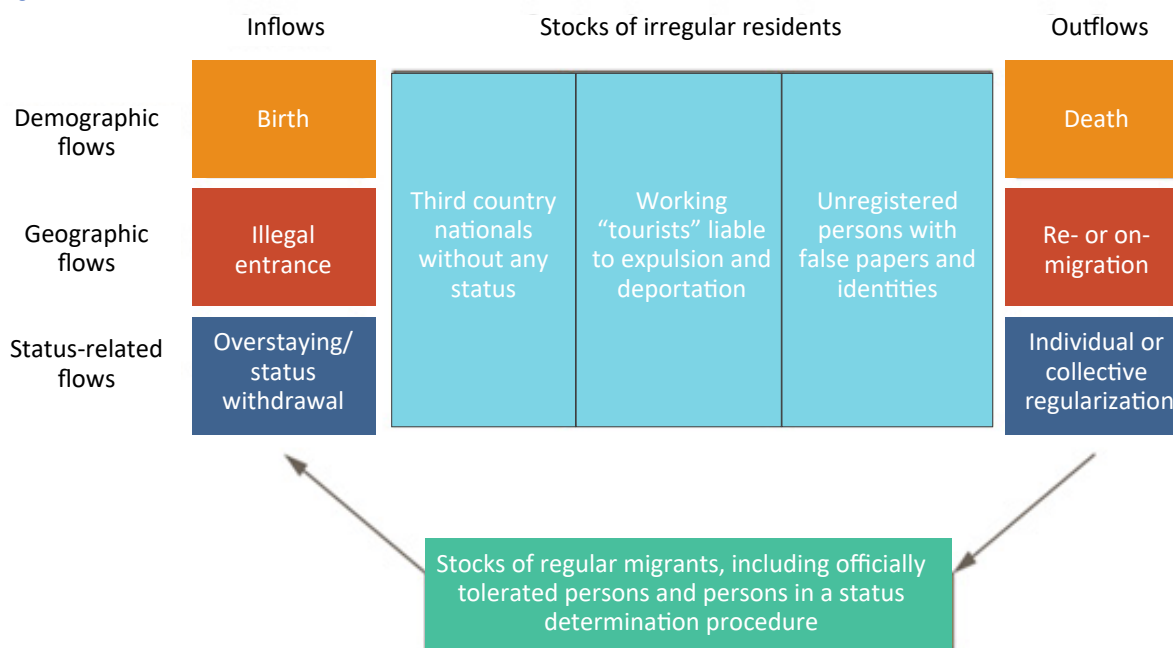 Inflows
Stocks of irregular residents
Outflows
Demographic
flows
Birth
Death
Geographic
flows
Illegal
entrance
Third country
nationals
without any
status
Working
“tourists” liable
to expulsion and
deportation
Unregistered
persons with
false papers and
identities
Re- or on-
migration
Status-related
flows
Overstaying/
status
withdrawal
Individual or
collective
regularization
Stocks of regular migrants, including officially
tolerated persons and persons in a status
determination procedure